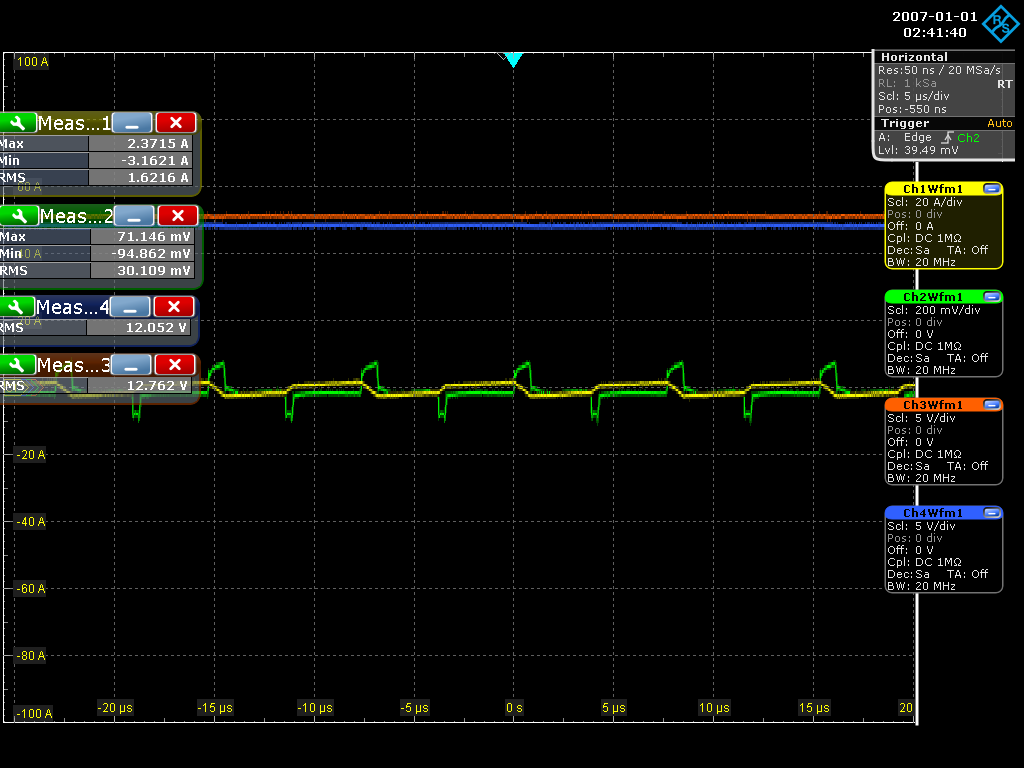 2007-01-01
02:41:40
R S
Horizontal
Res:50 ns / 20 MSa/s
RL: 1 kSa
RT
Scl: 5 µs/div
Pos:-550 ns
Trigger Auto
A: Edge Ch2
Lvl: 39.49 mV
100 A
Meas...1
Max 2.3715 A
Min -3.1621 A
RMS 1.6216 A
60 A
Meas...2
Max 71.146 mV
Min -94.862 mV
RMS 30.109 mV
Meas...4
20 A
RMS 12.052 V
Meas...3
RMS 12.762 V
-20 A
-40 A
-60 A
-80 A
-100 A
-20 µs -15 µs -10 µs -5 µs 0 s 5 µs 10 µs 15 µs 20
Ch1Wfm1
Scl: 20 A/div
Pos: 0 div
Off: 0 A
Cpl: DC 1MΩ
Dec: Sa TA: Off
BW: 20 MHz
Ch2Wfm1
Scl: 200 mV/div
Pos: 0 div
Off: 0 V
Cpl: DC 1MΩ
Dec: Sa TA: Off
BW: 20 MHz
Ch3Wfm1
Scl: 5 V/div
Pos: 0 div
Off: 0 V
Cpl: DC 1MΩ
Dec: Sa TA: Off
BW: 20 MHz
Ch4Wfm1
Scl: 5 V/div
Pos: 0 div
Off: 0 V
Cpl: DC 1MΩ
Dec: Sa TA: Off
BW: 20 MHz